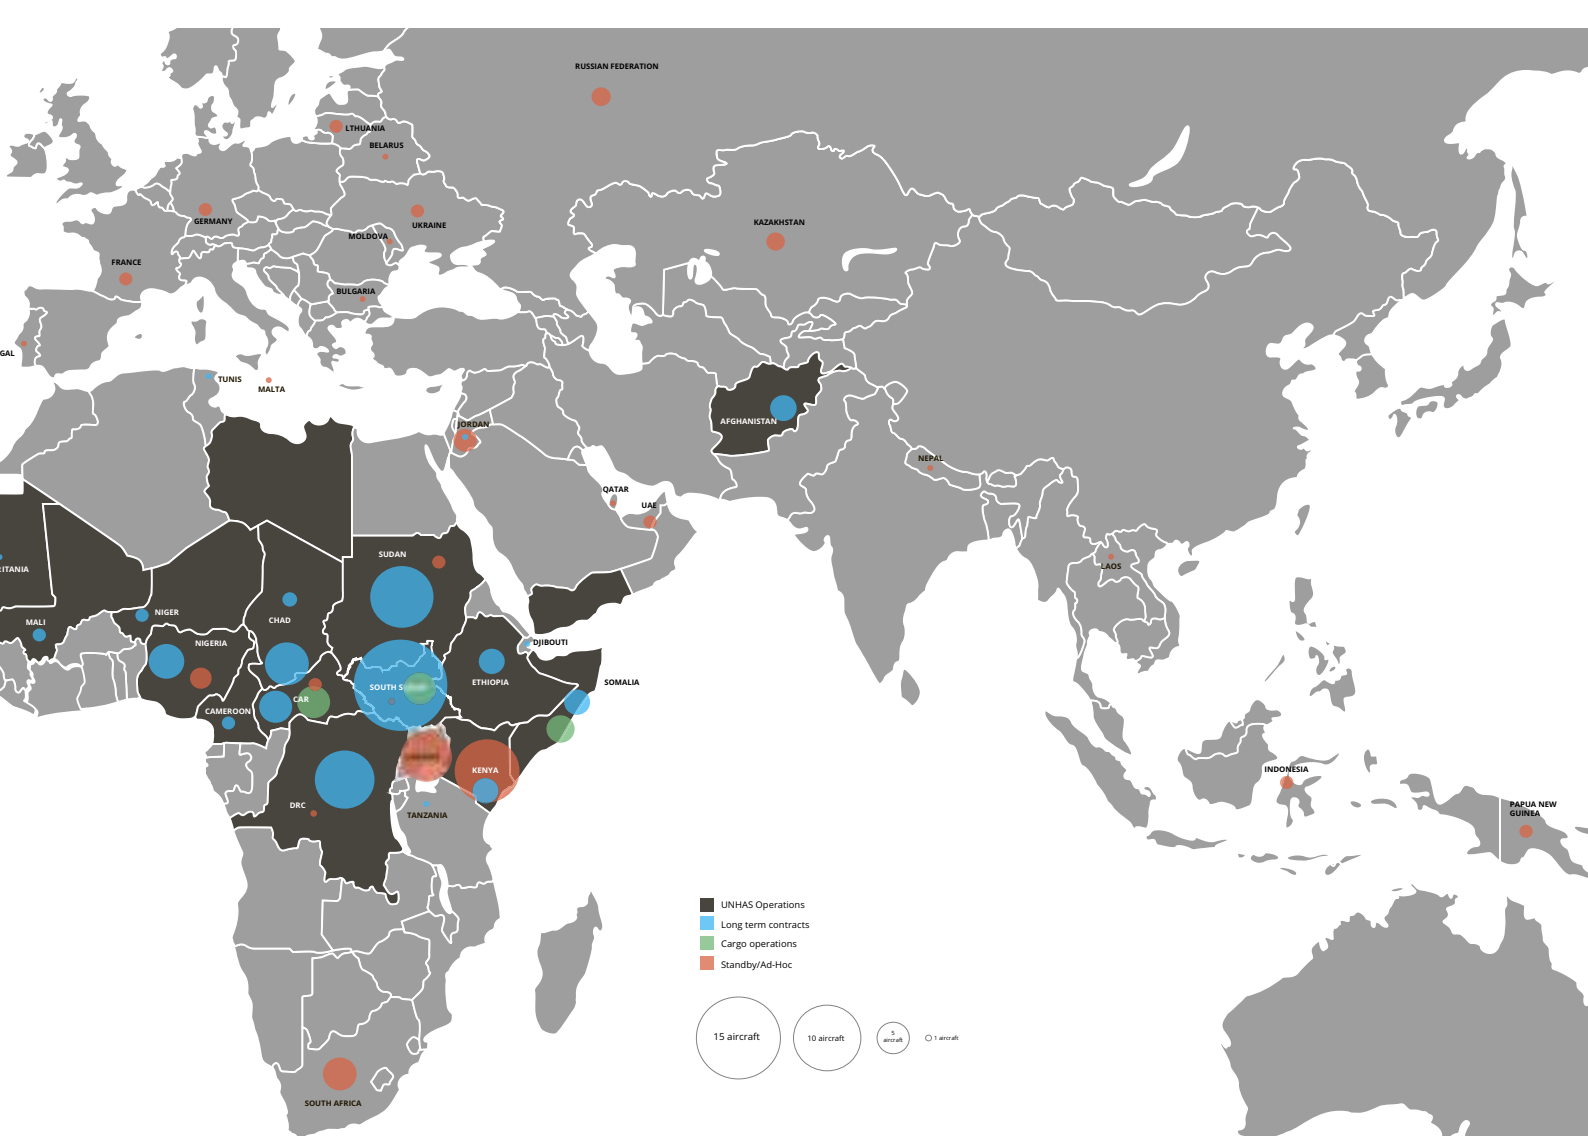 RUSSIAN FEDERATION
LTHUANIA
BELARUS
GERMANY
UKRAINE
MOLDOVA
KAZAKHSTAN
FRANCE
BULGARIA
GAL
TUNIS
MALTA
JORDAN
AFGHANISTAN
NEPAL
QATAR
UAE
SUDAN
LAOS
RITANIA
NIGER
CHAD
MALI
NIGERIA
DJIBOUTI
ETHIOPIA
SOMALIA
SOUTH S
CAR
CAMEROON
KENYA
INDONESIA
DRC
TANZANIA
PAPUA NEW
GUINEA
UNHAS Operations
Long term contracts
Cargo operations
Standby/Ad-Hoc
15 aircraft
10 aircraft
5
aircraft
1 aircraft
SOUTH AFRICA